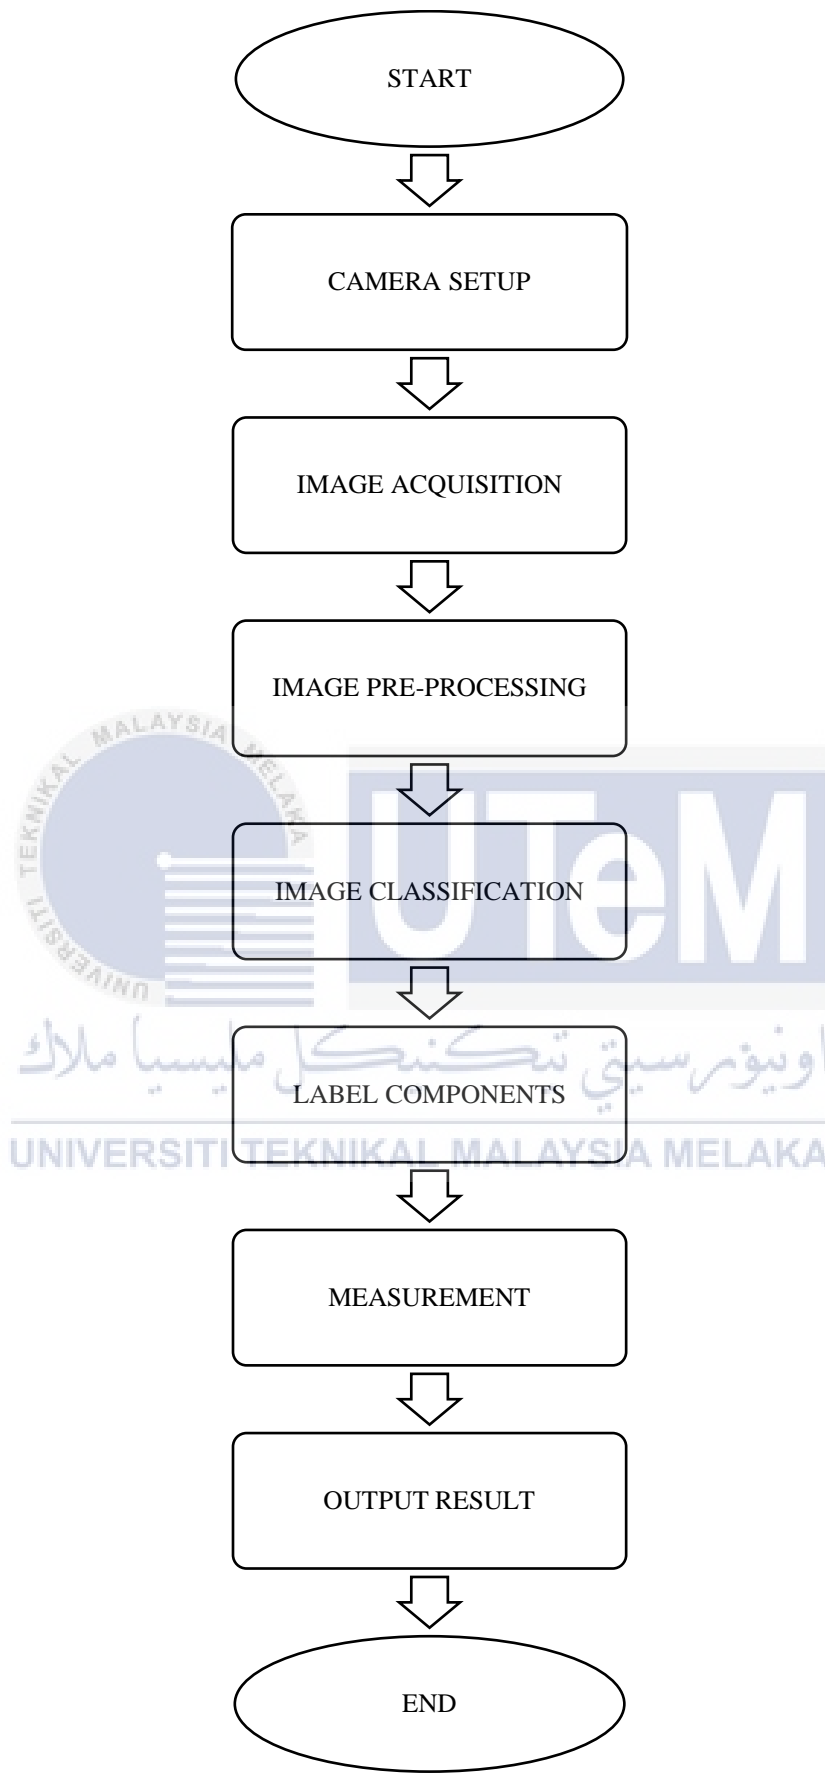 START
CAMERA SETUP
IMAGE ACQUISITION
IMAGE PRE-PROCESSING
UNIVERSITI TEKNIKAL MALAYSIA MELAKA
UTeM
IMAGE CLASSIFICATION
اونيۏرسيتي تيكنيكل مليسيا ملاك
LABEL COMPONENTS
UNIVERSITI TEKNIKAL MALAYSIA MELAKA
MEASUREMENT
OUTPUT RESULT
END